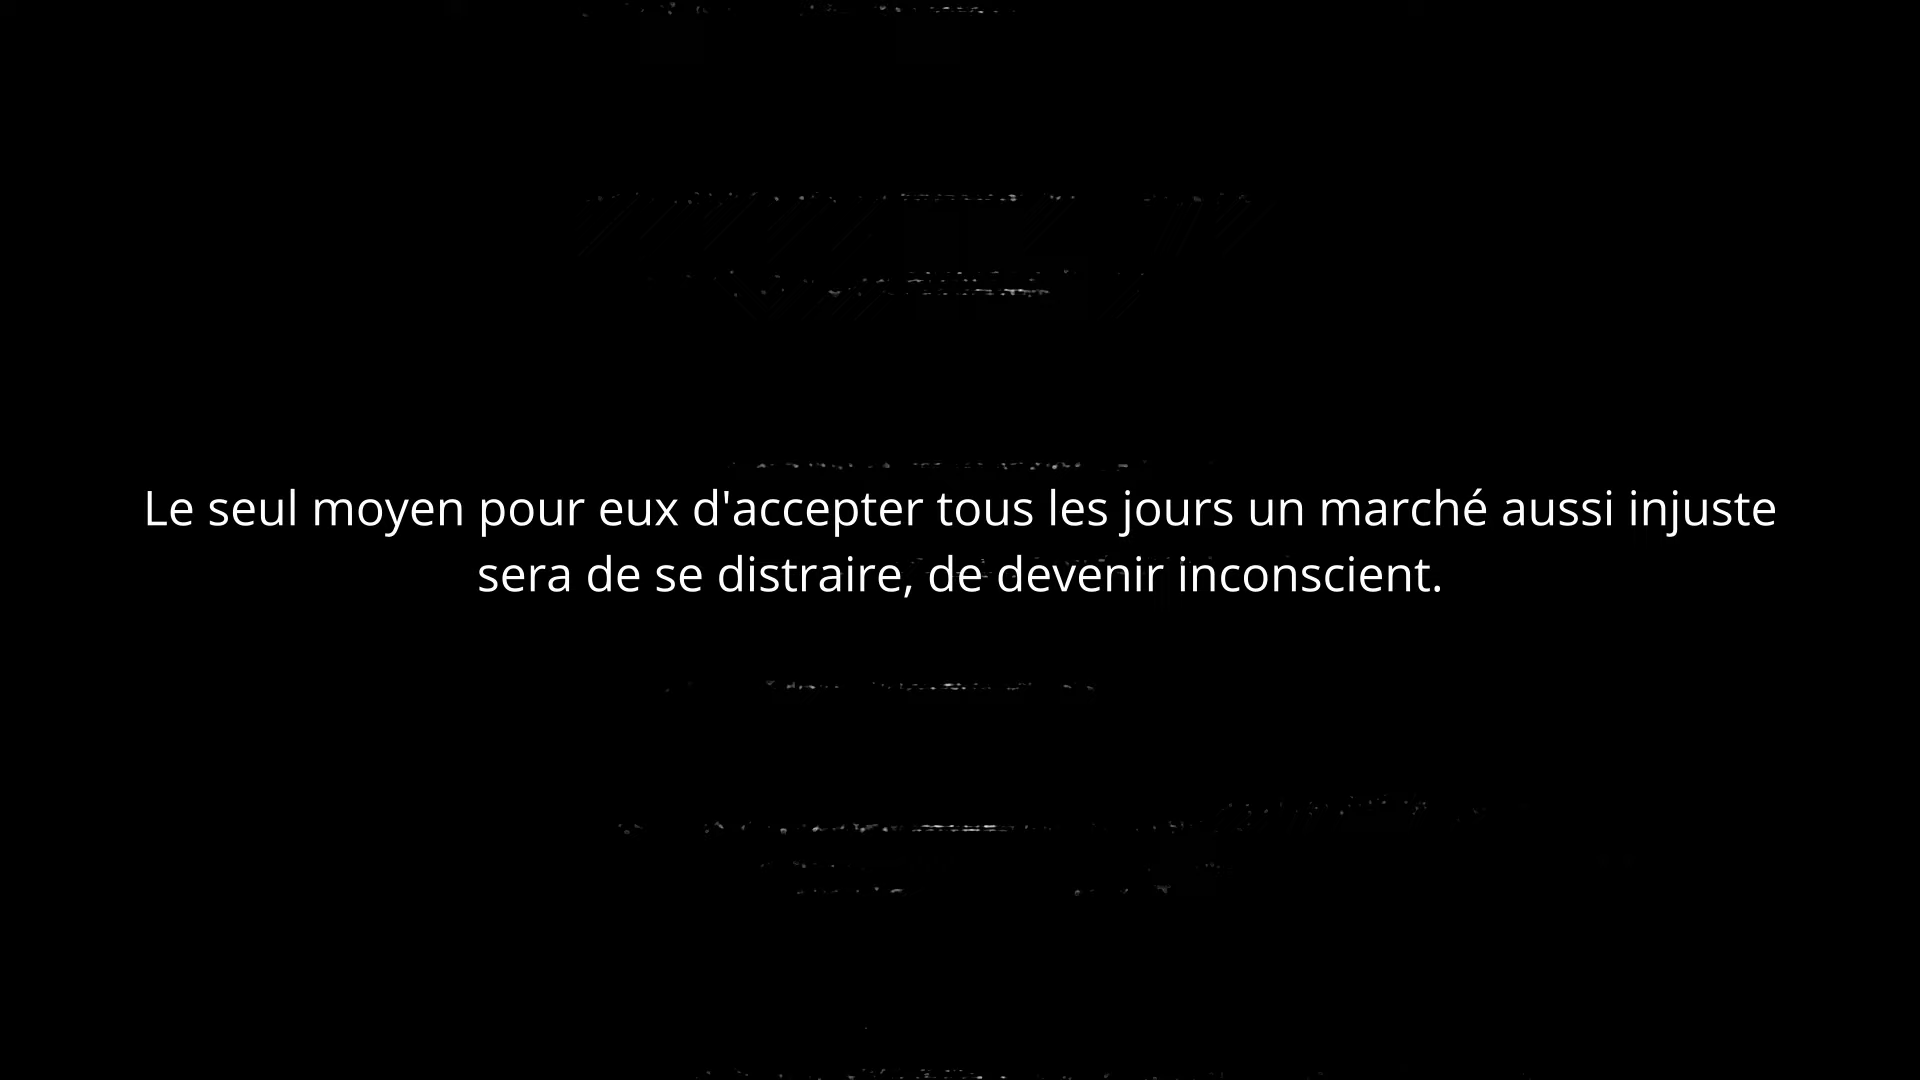 Le seul moyen pour eux d'accepter tous les jours un marché aussi injuste
sera de se distraire, de devenir inconscient.